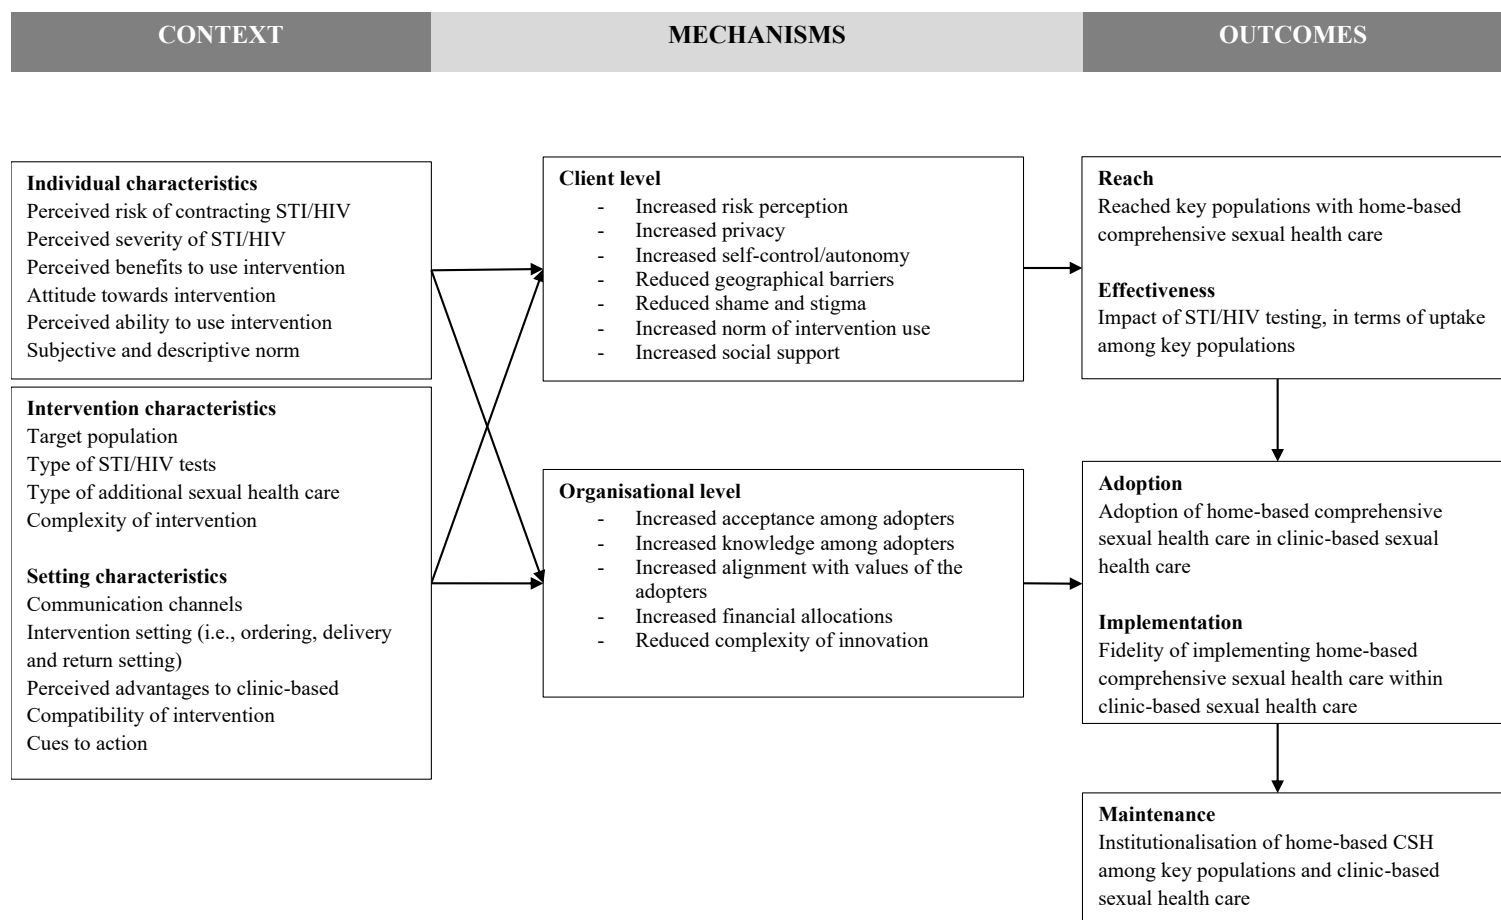 CONTEXT
MECHANISMS
OUTCOMES
Individual characteristics
Perceived risk of contracting STI/HIV
Perceived severity of STI/HIV
Perceived benefits to use intervention
Attitude towards intervention
Perceived ability to use intervention
Subjective and descriptive norm
Intervention characteristics
Target population
Type of STI/HIV tests
Type of additional sexual health care
Complexity of intervention
Setting characteristics
Communication channels
Intervention setting (i.e., ordering, delivery
and return setting)
Perceived advantages to clinic-based
Compatibility of intervention
Cues to action
Client level
- Increased risk perception
- Increased privacy
- Increased self-control/autonomy
- Reduced geographical barriers
- Reduced shame and stigma
- Increased norm of intervention use
- Increased social support
Organisational level
- Increased acceptance among adopters
- Increased knowledge among adopters
- Increased alignment with values of the
adopters
- Increased financial allocations
- Reduced complexity of innovation
Reach
Reached key populations with home-based
comprehensive sexual health care
Effectiveness
Impact of STI/HIV testing, in terms of uptake
among key populations
Adoption
Adoption of home-based comprehensive
sexual health care in clinic-based sexual
health care
Implementation
Fidelity of implementing home-based
comprehensive sexual health care within
clinic-based sexual health care
Maintenance
Institutionalisation of home-based CSH
among key populations and clinic-based
sexual health care